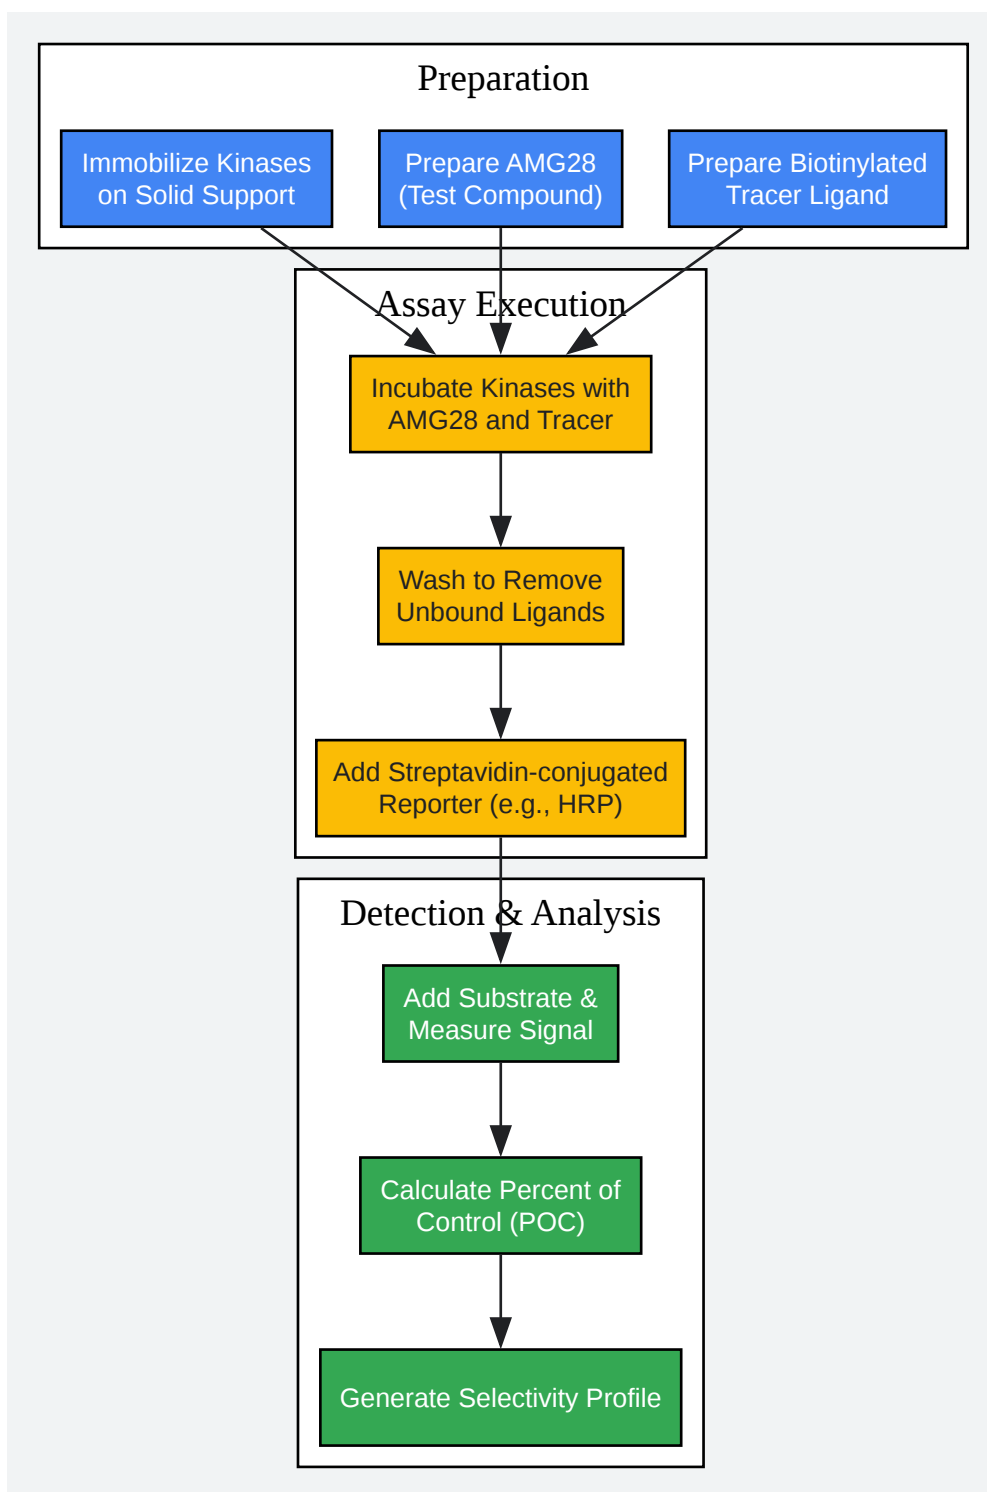 Preparation
Immobilize Kinases
on Solid Support
Prepare AMG28
(Test Compound)
Prepare Biotinylated
Tracer Ligand
Assay Execution
Incubate Kinases with
AMG28 and Tracer
Wash to Remove
Unbound Ligands
Add Streptavidin-conjugated
Reporter (e.g., HRP)
Detection & Analysis
Add Substrate &
Measure Signal
Calculate Percent of
Control (POC)
Generate Selectivity Profile